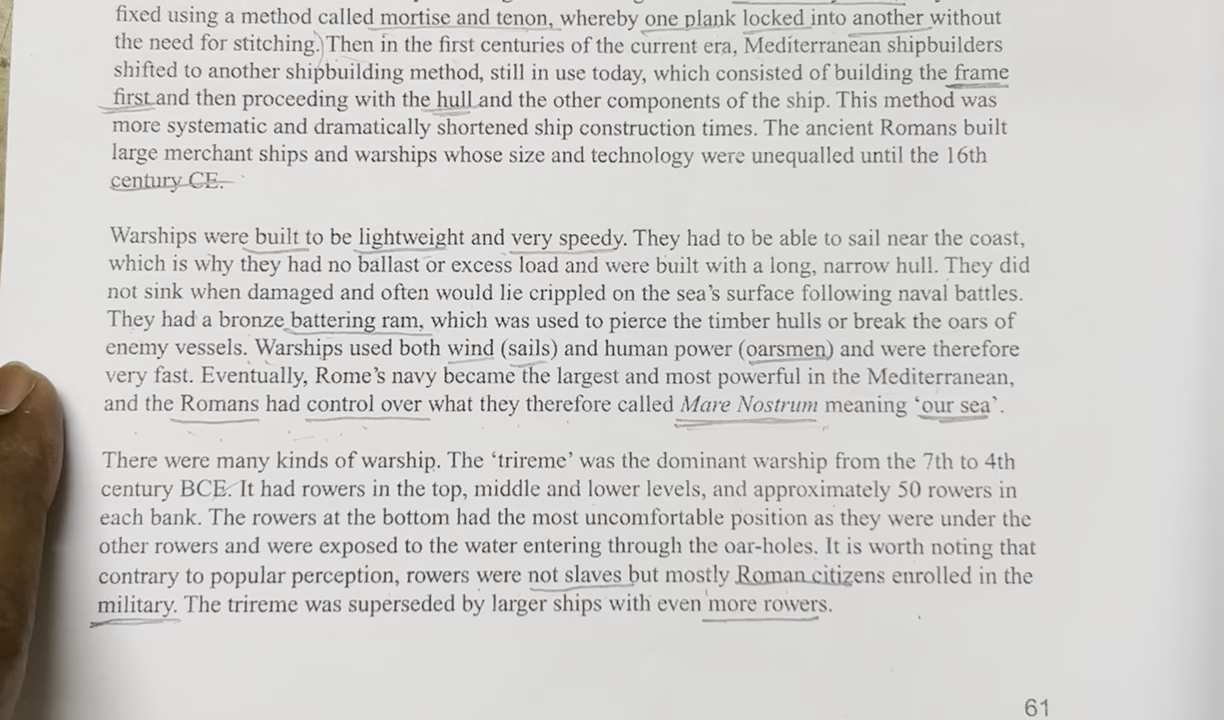 fixed using a method called mortise and tenon, whereby one plank locked into another without
the need for stitching. Then in the first centuries of the current era, Mediterranean shipbuilders
shifted to another shipbuilding method, still in use today, which consisted of building the frame
first and then proceeding with the hull and the other components of the ship. This method was
more systematic and dramatically shortened ship construction times. The ancient Romans built
large merchant ships and warships whose size and technology were unequalled until the 16th
century CE.
Warships were built to be lightweight and very speedy. They had to be able to sail near the coast,
which is why they had no ballast or excess load and were built with a long, narrow hull. They did
not sink when damaged and often would lie crippled on the sea's surface following naval battles.
They had a bronze battering ram, which was used to pierce the timber hulls or break the oars of
enemy vessels. Warships used both wind (sails) and human power (oarsmen) and were therefore
very fast. Eventually, Rome's navy became the largest and most powerful in the Mediterranean,
and the Romans had control over what they therefore called Mare Nostrum meaning 'our sea'.
There were many kinds of warship. The 'trireme' was the dominant warship from the 7th to 4th
century BCE. It had rowers in the top, middle and lower levels, and approximately 50 rowers in
each bank. The rowers at the bottom had the most uncomfortable position as they were under the
other rowers and were exposed to the water entering through the oar-holes. It is worth noting that
contrary to popular perception, rowers were not slaves but mostly Roman citizens enrolled in the
military. The trireme was superseded by larger ships with even more rowers.
61